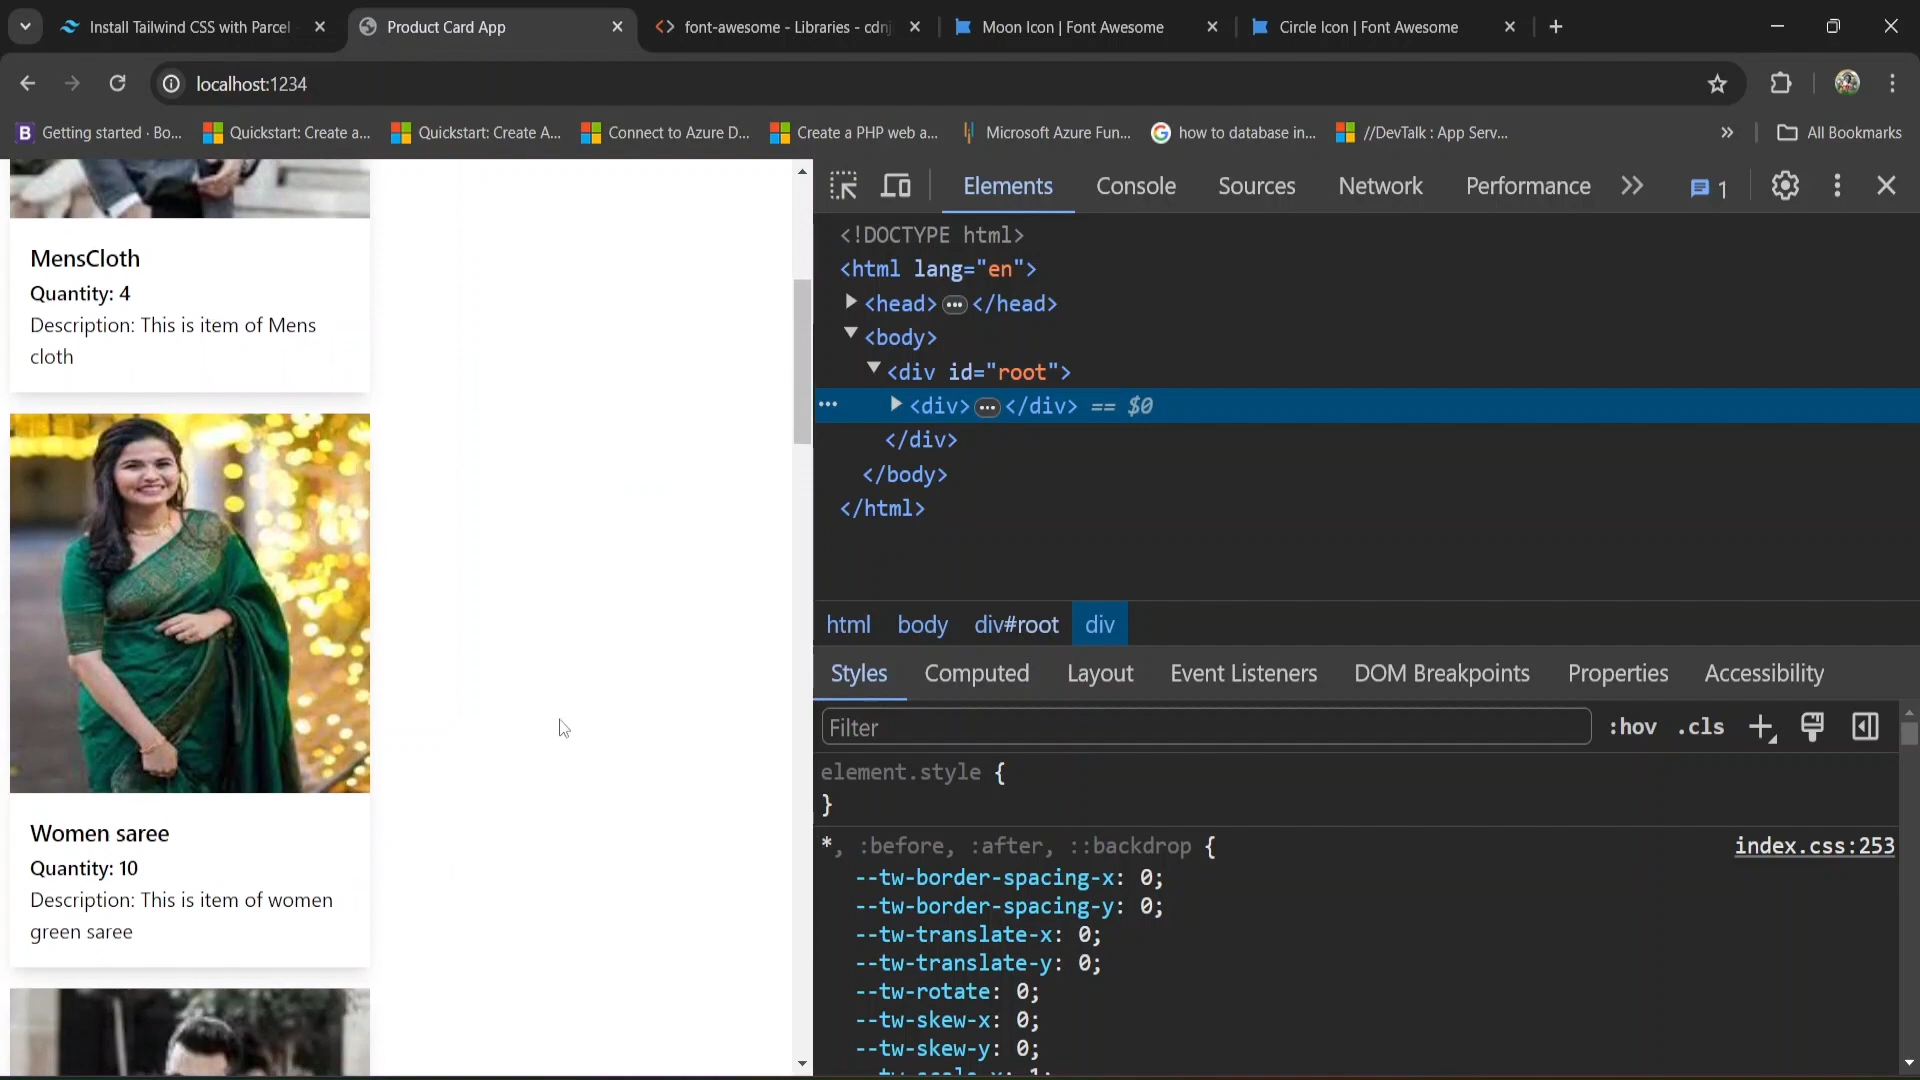 Install Tailwind CSS with Parcel
Product Card App
font-awesome - Libraries - cdnj
Moon Icon | Font Awesome
Circle Icon | Font Awesome
localhost:1234
B Getting started · Bo...
Quickstart: Create a...
Quickstart: Create A...
Connect to Azure D...
Create a PHP web a...
Microsoft Azure Fun...
how to database in...
//DevTalk : App Serv...
All Bookmarks
MensCloth
Quantity: 4
Description: This is item of Mens
cloth
Women saree
Quantity: 10
Description: This is item of women
green saree
Elements
Console
Sources
Network
Performance
1
<!DOCTYPE html>
<html lang="en">
<head> ... </head>
<body>
<div id="root">
... <div> ... </div> == $0
</div>
</body>
</html>
html body div#root div
Styles
Computed
Layout
Event Listeners
DOM Breakpoints
Properties
Accessibility
Filter
:hov .cls
element.style {
}
*, :before, :after, ::backdrop {
index.css:253
--tw-border-spacing-x: 0;
--tw-border-spacing-y: 0;
--tw-translate-x: 0;
--tw-translate-y: 0;
--tw-rotate: 0;
--tw-skew-x: 0;
--tw-skew-y: 0;